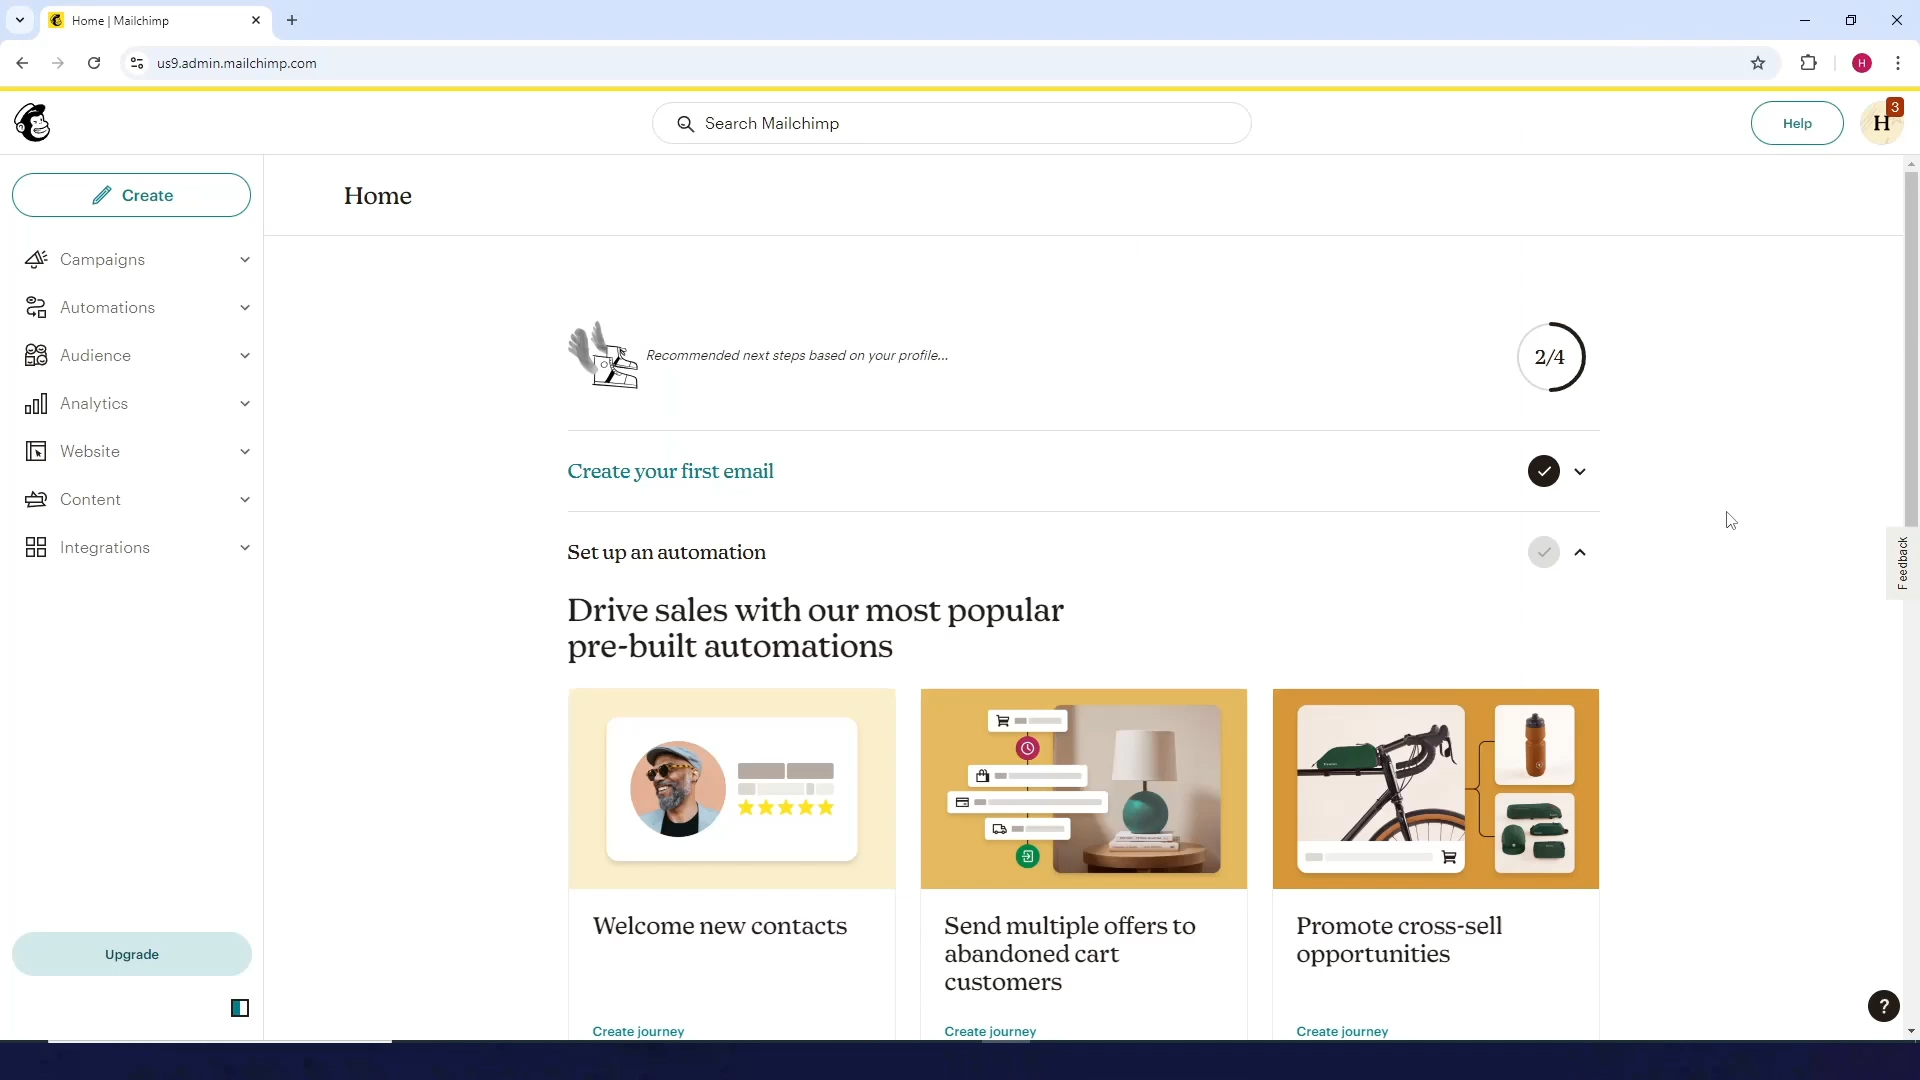 Home | Mailchimp
us9.admin.mailchimp.com
H
Search Mailchimp
Help
H
3
Create
Home
Campaigns
Automations
Audience
Analytics
Website
Content
Integrations
Recommended next steps based on your profile...
2/4
Create your first email
Set up an automation
Feedback
Drive sales with our most popular
pre-built automations
Welcome new contacts
Create journey
Send multiple offers to
abandoned cart
customers
Create journey
Promote cross-sell
opportunities
Create journey
Upgrade
?